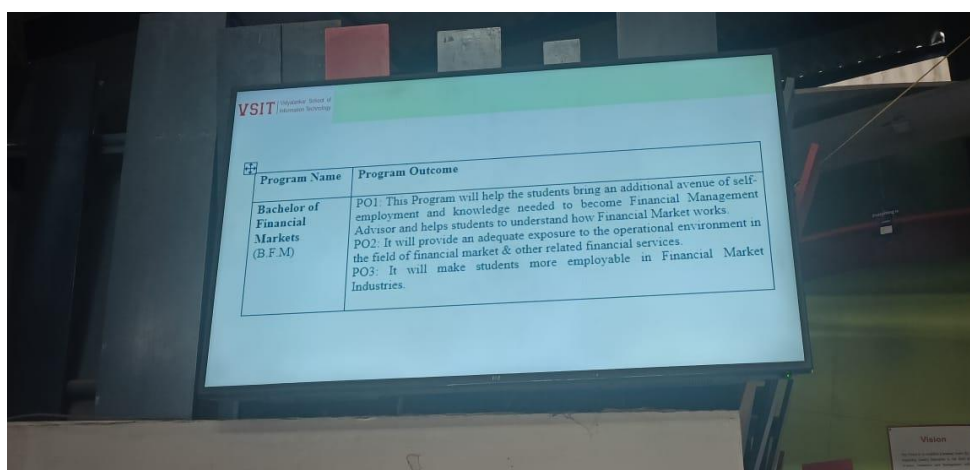 VSIT
Vidyalankar School of
Information Technology
Program Name
Program Outcome
Bachelor of
Financial
Markets
(B.F.M)
PO1: This Program will help the students bring an additional avenue of self-
employment and knowledge needed to become Financial Management
Advisor and helps students to understand how Financial Market works.
PO2: It will provide an adequate exposure to the operational environment in
the field of financial market & other related financial services.
PO3: It will make students more employable in Financial Market
Industries.
Vision